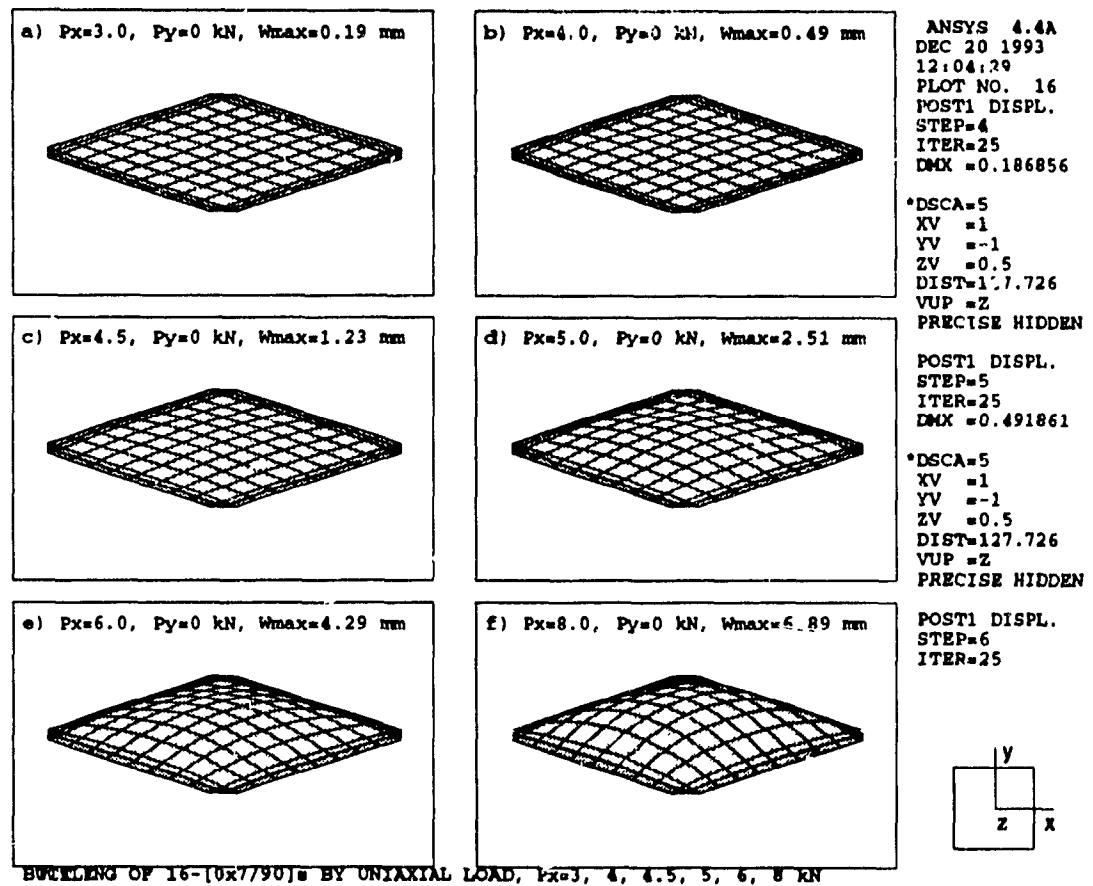 a) Px=3.0, Py=0 kN, Wmax=0.19 mm
b) Px=4.0, Py=0 kN, Wmax=0.49 mm
c) Px=4.5, Py=0 kN, Wmax=1.23 mm
d) Px=5.0, Py=0 kN, Wmax=2.51 mm
e) Px=6.0, Py=0 kN, Wmax=4.29 mm
f) Px=8.0, Py=0 kN, Wmax=6.89 mm
ANSYS 4.4A
DEC 20 1993
12:04:29
PLOT NO. 16
POST1 DISPL.
STEP=4
ITER=25
DMX =0.186856
*DSCA=5
XV =1
YV =-1
ZV =0.5
VUP =Z
PRECISE HIDDEN
POST1 DISPL.
STEP=5
ITER=25
DMX =0.491861
*DSCA=5
XV =1
YV =-1
ZV =0.5
DIST=127.726
VUP =Z
PRECISE HIDDEN
POST1 DISPL.
STEP=6
ITER=25
y
z x
OF BY UNIAXIAL LOAD, Px=3, 4, 4.5, 5, 6, 8 kN